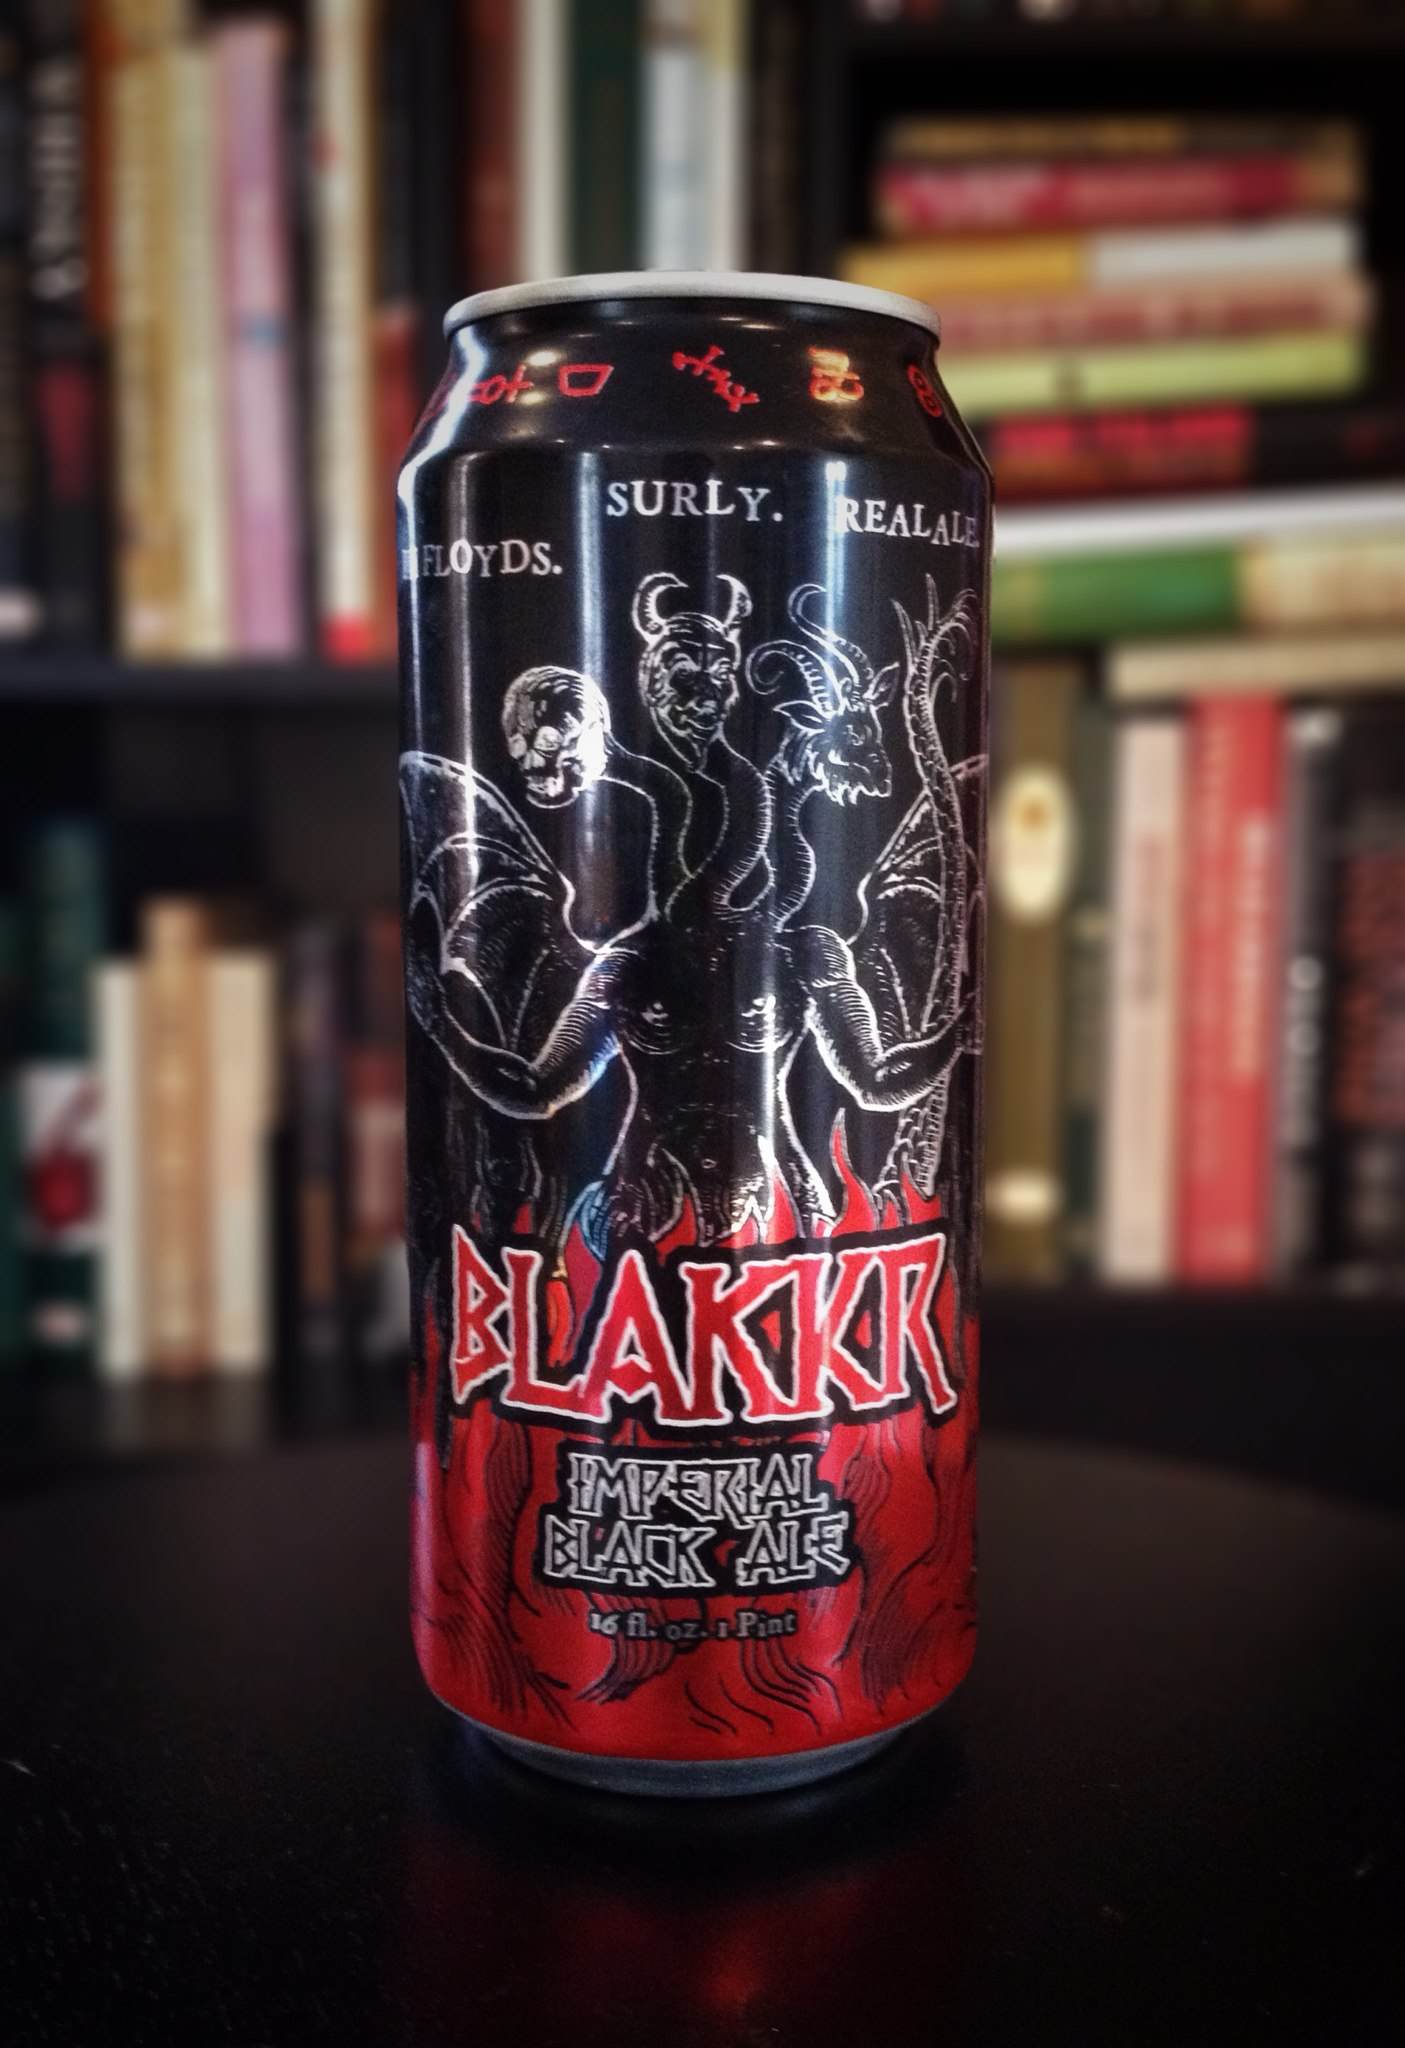 SURLY.
REALALE.
FLOYDS.
BLAKKR
IMPERIAL
BLACK ALE
16 fl. oz. 1 Pint